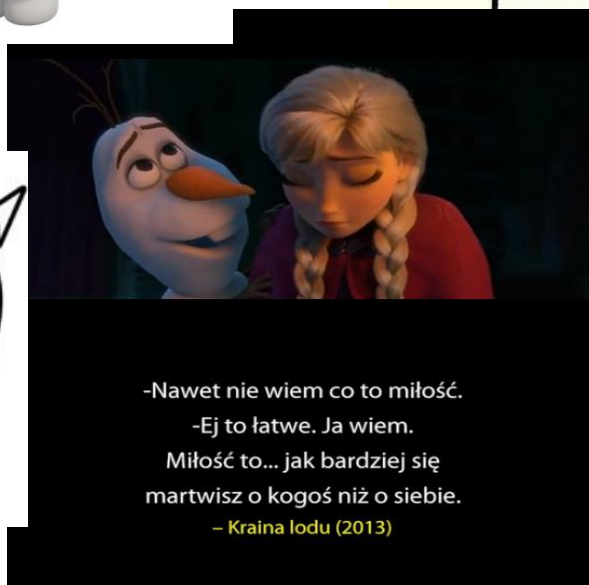 -Nawet nie wiem co to miłość.
-Ej to łatwe. Ja wiem.
Miłość to... jak bardziej się
martwisz o kogoś niż o siebie.
– Kraina lodu (2013)